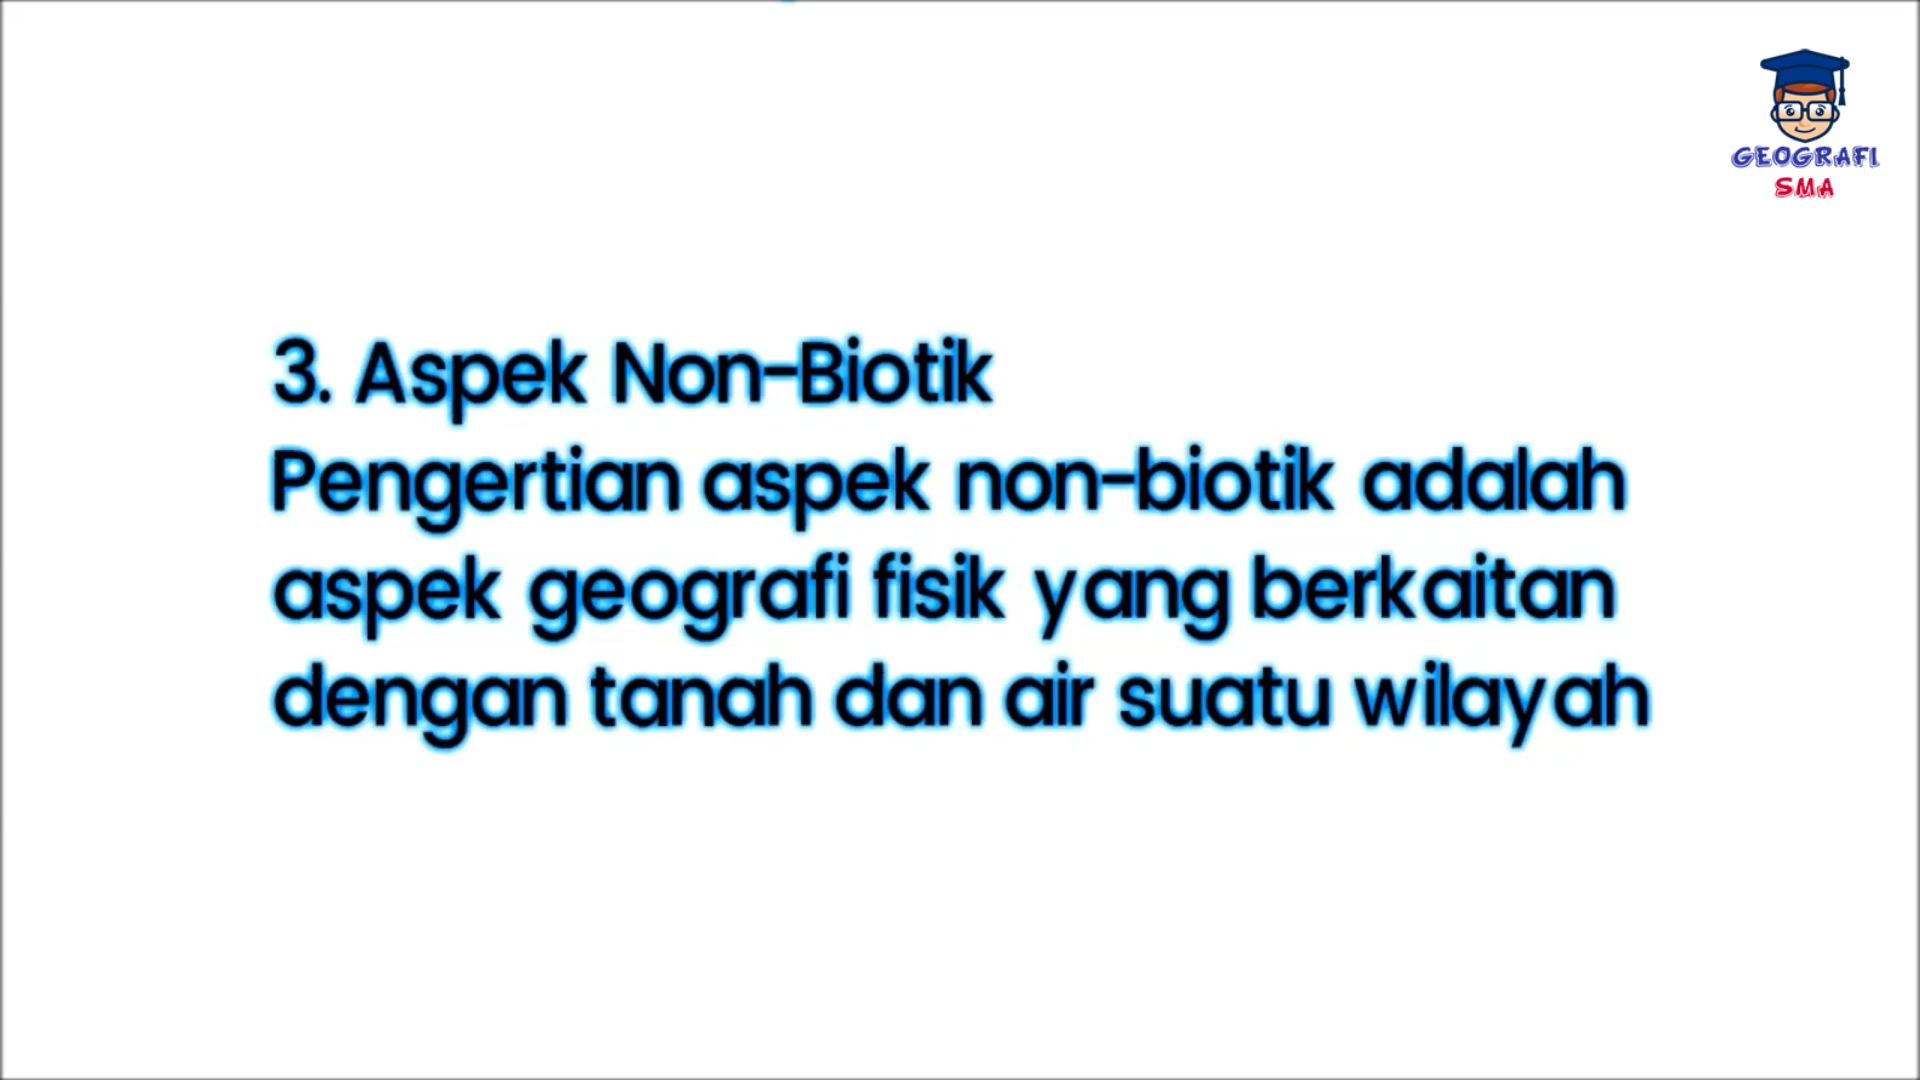 GEOGRAFI
SMA
3. Aspek Non-Biotik
Pengertian aspek non-biotik adalah
aspek geografi fisik yang berkaitan
dengan tanah dan air suatu wilayah